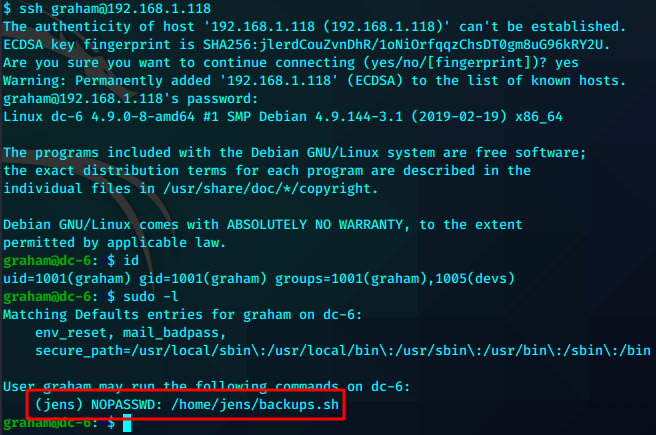 $ ssh graham@192.168.1.118
The authenticity of host '192.168.1.118 (192.168.1.118)' can't be established.
ECDSA key fingerprint is SHA256:jlerdCouZvnDhR/1oNiOrfqqzChsDT0gm8uG96kRY2U.
Are you sure you want to continue connecting (yes/no/[fingerprint])? yes
Warning: Permanently added '192.168.1.118' (ECDSA) to the list of known hosts.
graham@192.168.1.118's password:
Linux dc-6 4.9.0-8-amd64 #1 SMP Debian 4.9.144-3.1 (2019-02-19) x86_64
The programs included with the Debian GNU/Linux system are free software;
the exact distribution terms for each program are described in the
individual files in /usr/share/doc/*/copyright.
Debian GNU/Linux comes with ABSOLUTELY NO WARRANTY, to the extent
permitted by applicable law.
graham@dc-6:~$ id
uid=1001(graham) gid=1001(graham) groups=1001(graham),1005(devs)
graham@dc-6:~$ sudo -l
Matching Defaults entries for graham on dc-6:
    env_reset, mail_badpass,
    secure_path=/usr/local/sbin\:/usr/local/bin\:/usr/sbin\:/usr/bin\:/sbin\:/bin
User graham may run the following commands on dc-6:
    (jens) NOPASSWD: /home/jens/backups.sh
graham@dc-6:~$